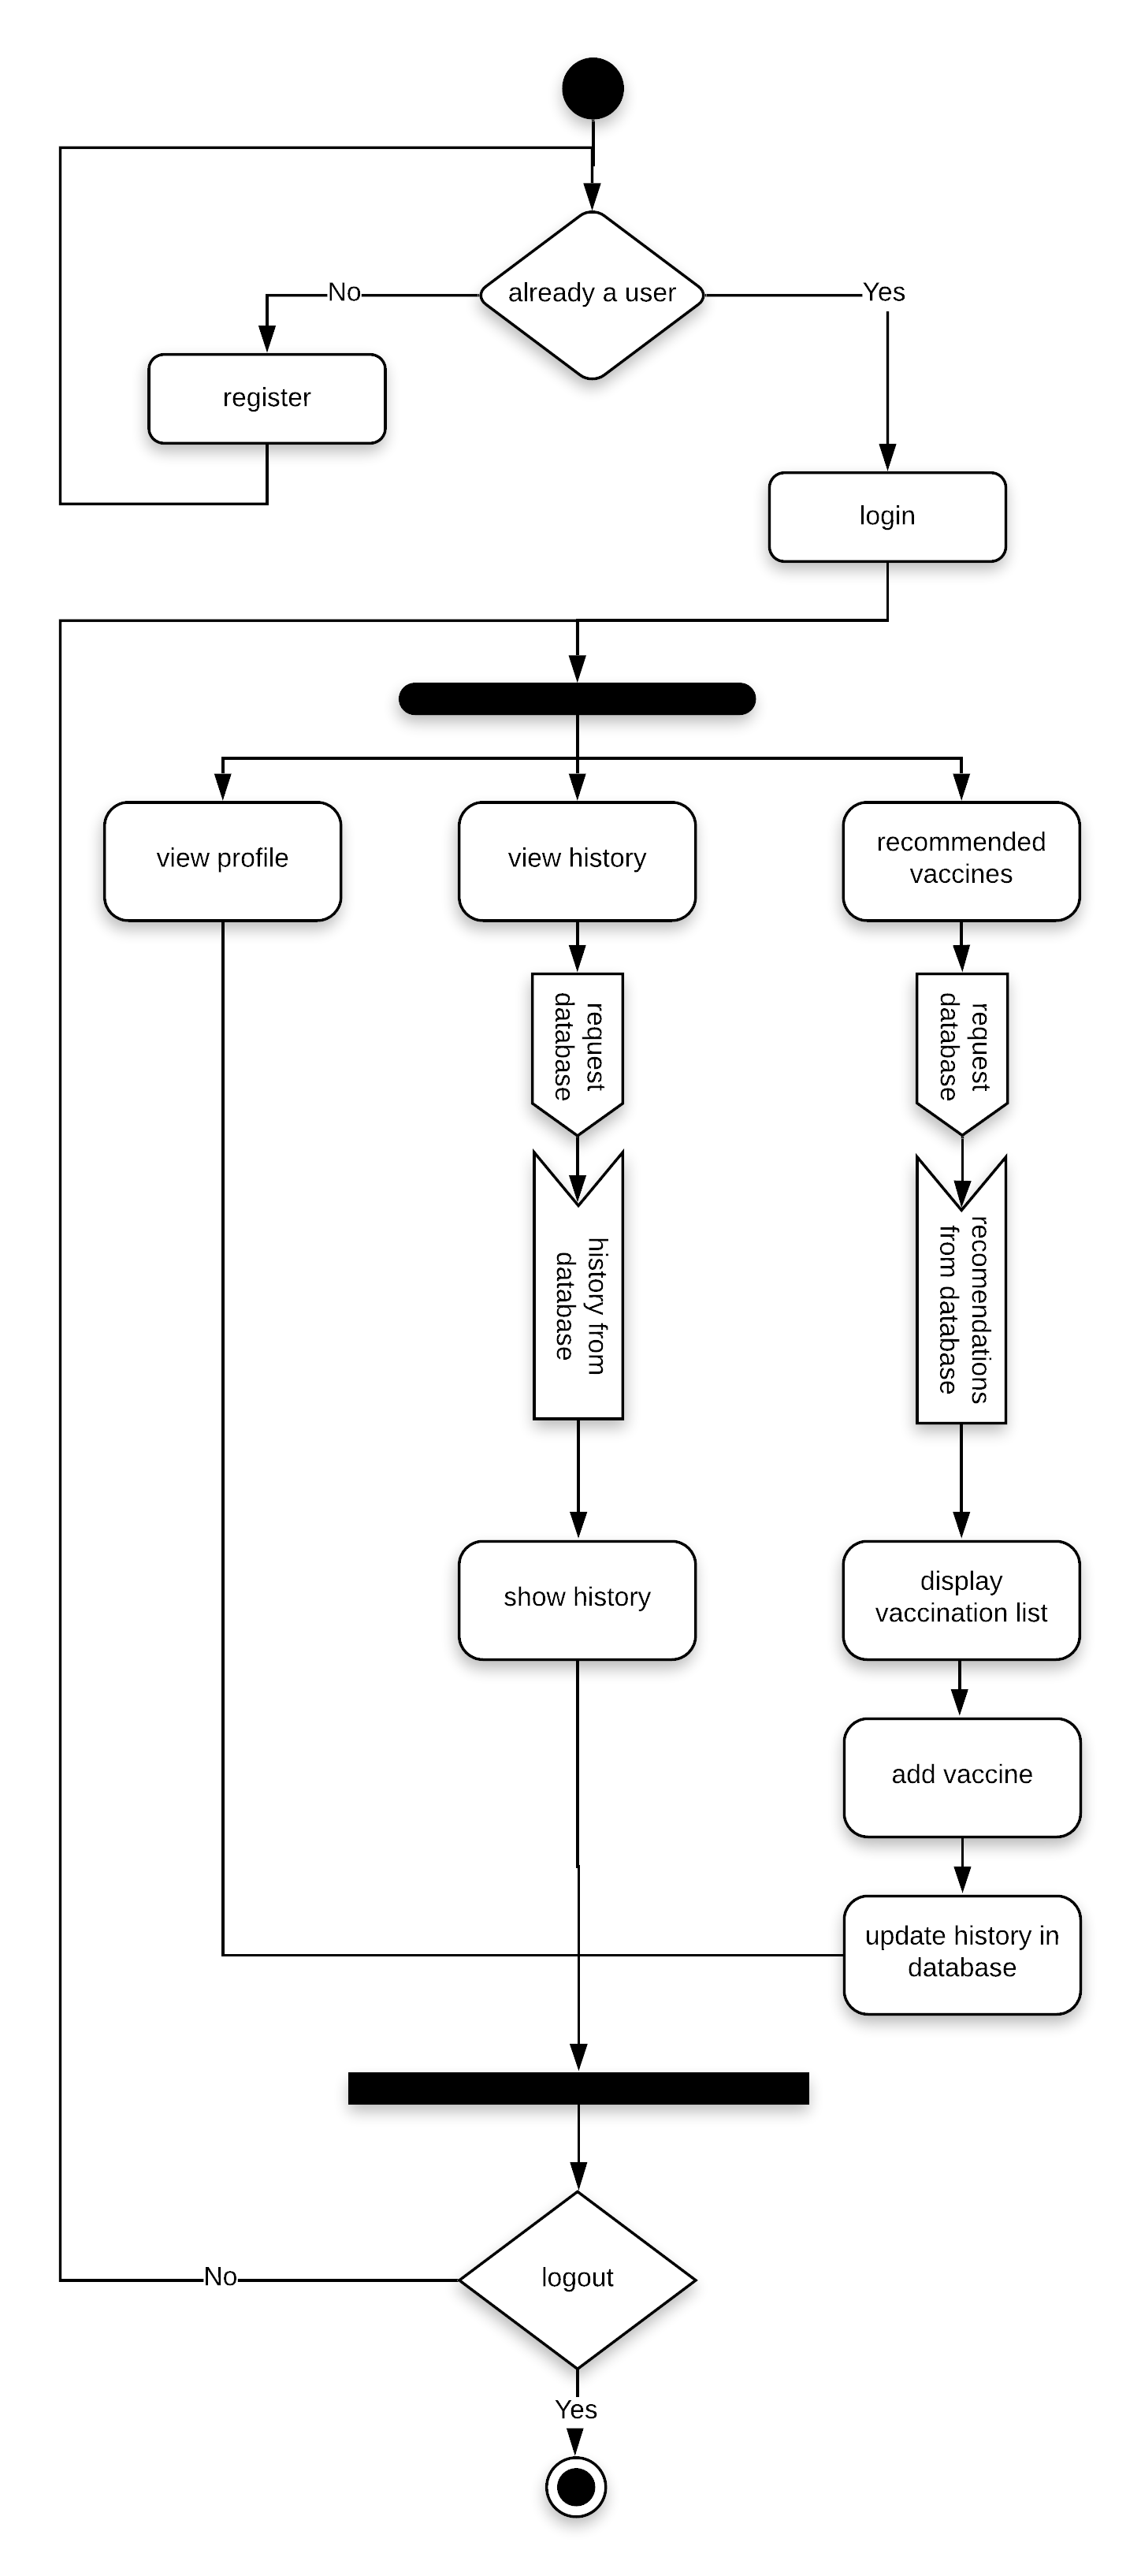 already a user
No
Yes
register
login
view profile
view history
recommended
vaccines
request
database
request
database
history from
database
recomendations
from database
show history
display
vaccination list
add vaccine
update history in
database
logout
No
Yes